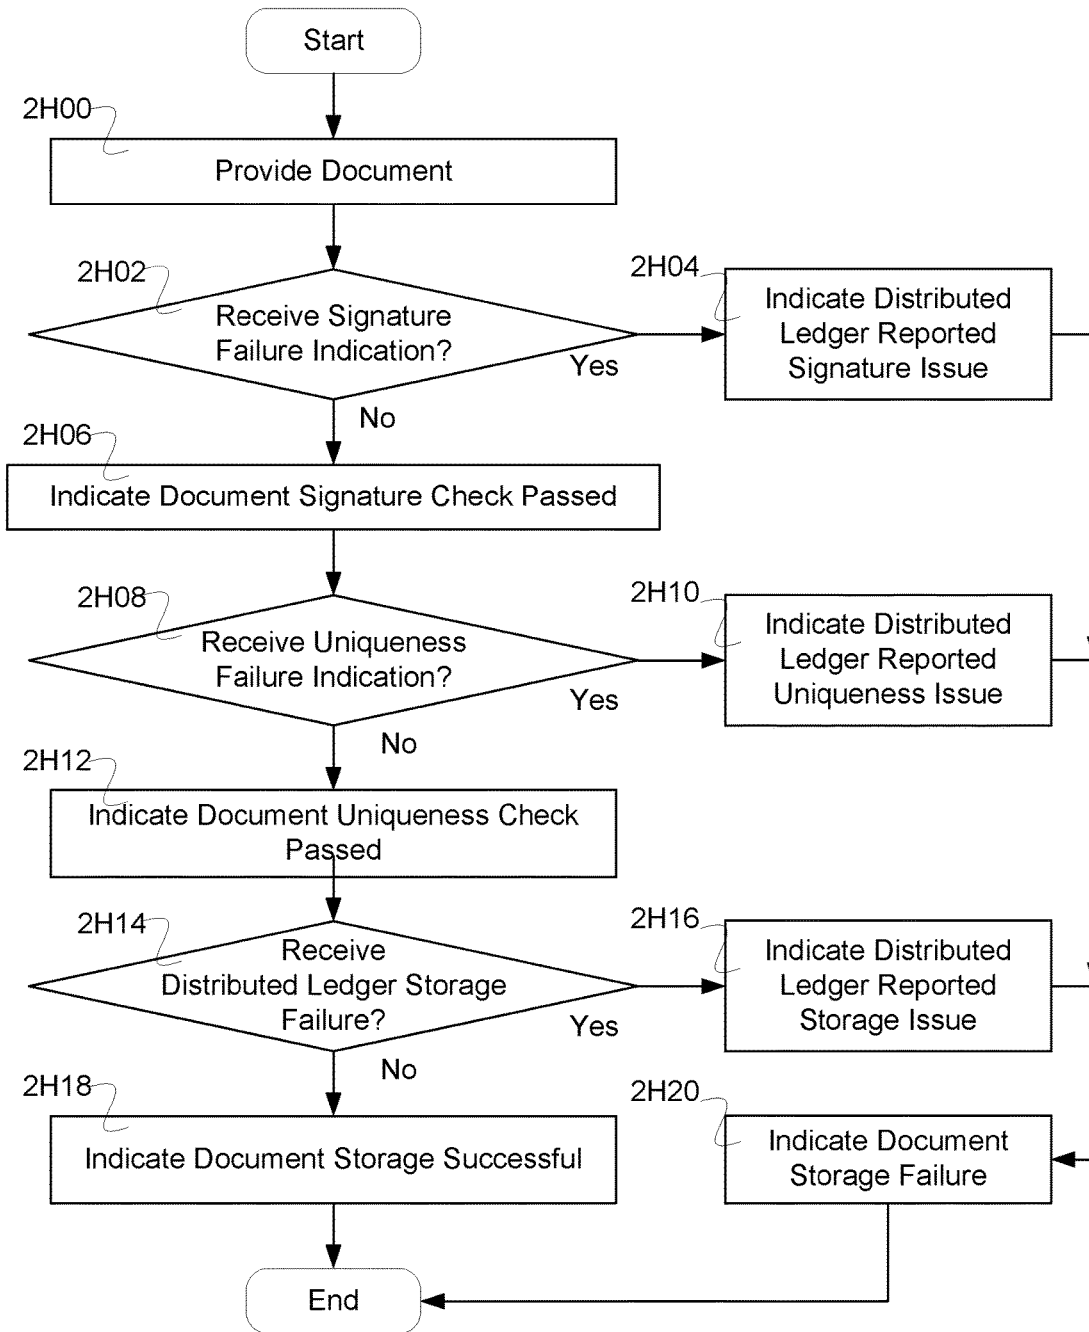 Start
2H00
Provide Document
2H02
Receive Signature
Failure Indication?
Yes
No
2H04
Indicate Distributed
Ledger Reported
Signature Issue
2H06
Indicate Document Signature Check Passed
2H08
Receive Uniqueness
Failure Indication?
Yes
No
2H10
Indicate Distributed
Ledger Reported
Uniqueness Issue
2H12
Indicate Document Uniqueness Check
Passed
2H14
Receive
Distributed Ledger Storage
Failure?
Yes
No
2H16
Indicate Distributed
Ledger Reported
Storage Issue
2H18
Indicate Document Storage Successful
2H20
Indicate Document
Storage Failure
End